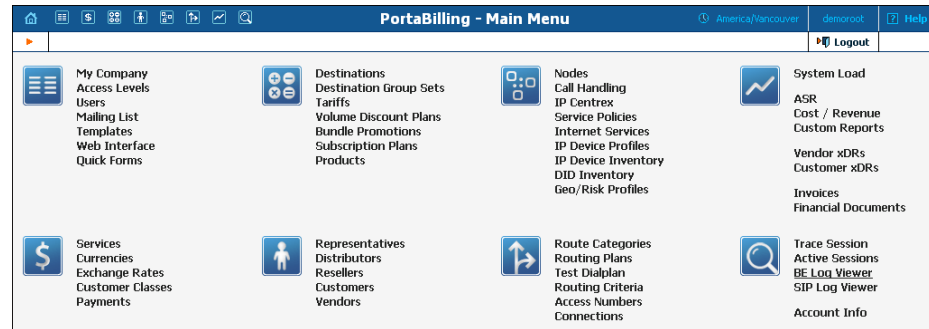 PortaBilling - Main Menu
America/Vancouver
demoroot
? Help
Logout
My Company
Access Levels
Users
Mailing List
Templates
Web Interface
Quick Forms
Destinations
Destination Group Sets
Tariffs
Volume Discount Plans
Bundle Promotions
Subscription Plans
Products
Nodes
Call Handling
IP Centrex
Service Policies
Internet Services
IP Device Profiles
IP Device Inventory
DID Inventory
Geo/Risk Profiles
System Load
ASR
Cost / Revenue
Custom Reports
Vendor xDRs
Customer xDRs
Invoices
Financial Documents
$
Services
Currencies
Exchange Rates
Customer Classes
Payments
Representatives
Distributors
Resellers
Customers
Vendors
Route Categories
Routing Plans
Test Dialplan
Routing Criteria
Access Numbers
Connections
Trace Session
Active Sessions
BE Log Viewer
SIP Log Viewer
Account Info